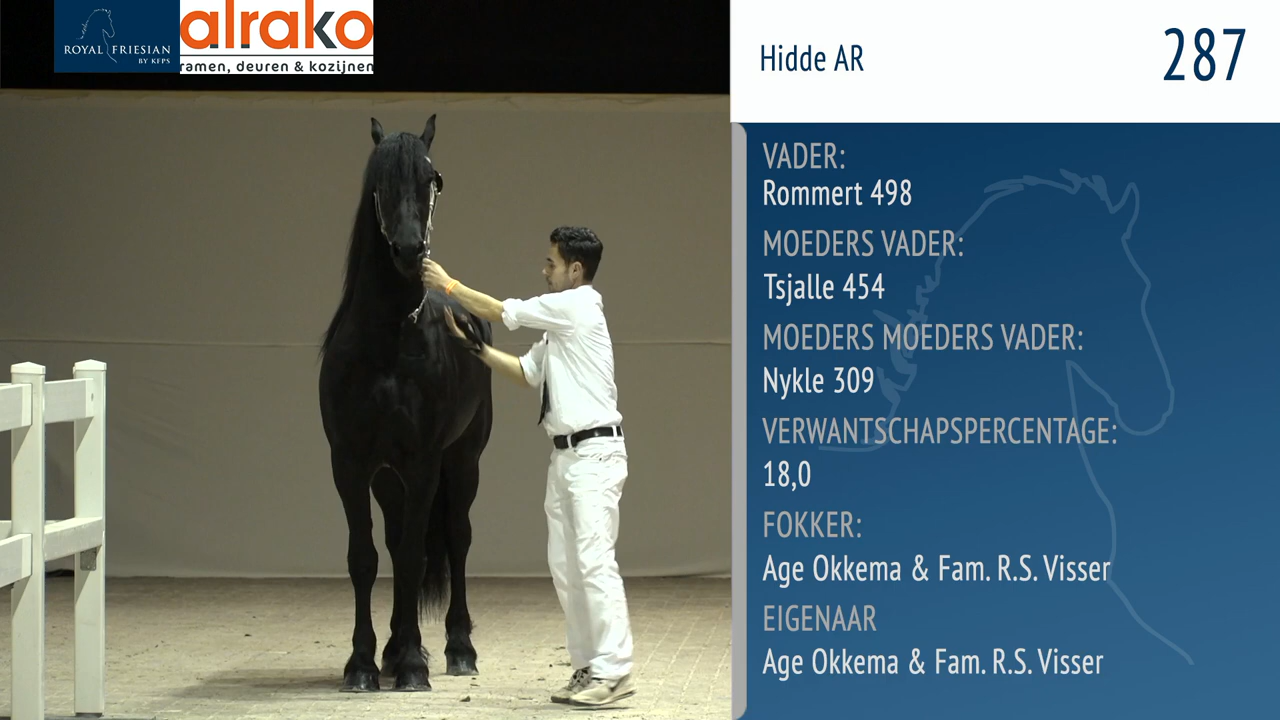 ROYAL FRIESIAN
BY KFPS
alrako
ramen, deuren & kozijnen
Hidde AR
287
VADER:
Rommert 498
MOEDERS VADER:
Tsjalle 454
MOEDERS MOEDERS VADER:
Nykle 309
VERWANTSCHAPSPERCENTAGE:
18,0
FOKKER:
Age Okkema & Fam. R.S. Visser
EIGENAAR
Age Okkema & Fam. R.S. Visser